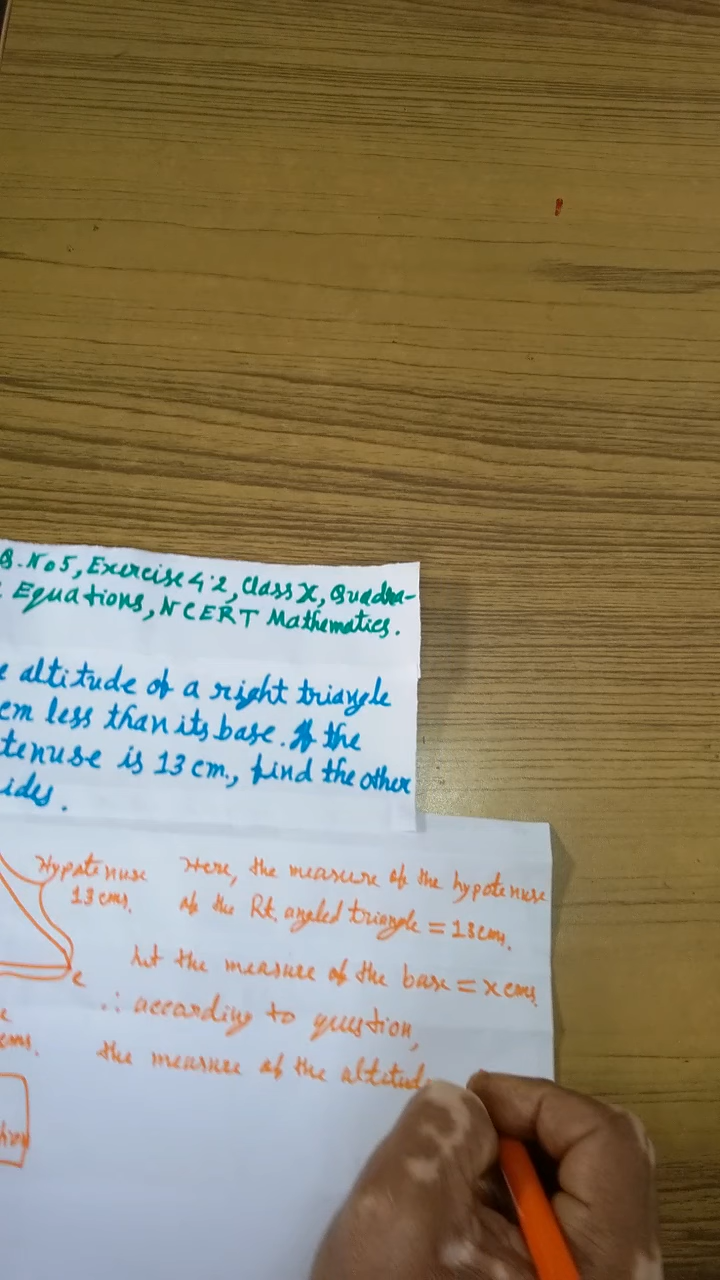 Q.No5, Exercise 4.2, Class X, Quadra-
Equations, NCERT Mathematics.
e altitude of a right triangle
cm less than its base. If the
tenuse is 13 cm., find the other
ides.
Hypotenuse
13 cms.
Here, the measure of the hypotenuse
of the Rt. angled triangle = 13 cms.
Let the measure of the base = x cms.
∴ according to question,
the measure of the altitud
c
e
cms.